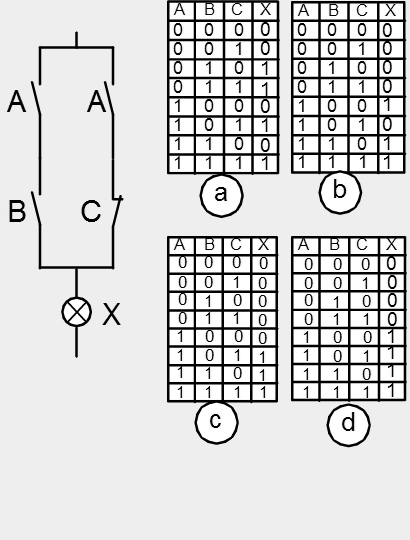 A
A
B
C
X
A B C X
0 0 0 0
0 0 1 0
0 1 0 1
0 1 1 1
1 0 0 0
1 0 1 1
1 1 0 0
1 1 1 1
a
A B C X
0 0 0 0
0 0 1 0
0 1 0 0
0 1 1 0
1 0 0 1
1 0 1 0
1 1 0 1
1 1 1 1
b
A B C X
0 0 0 0
0 0 1 0
0 1 0 0
0 1 1 0
1 0 0 0
1 0 1 1
1 1 0 1
1 1 1 1
c
A B C X
0 0 0 0
0 0 1 0
0 1 0 0
0 1 1 0
1 0 0 1
1 0 1 1
1 1 0 1
1 1 1 1
d